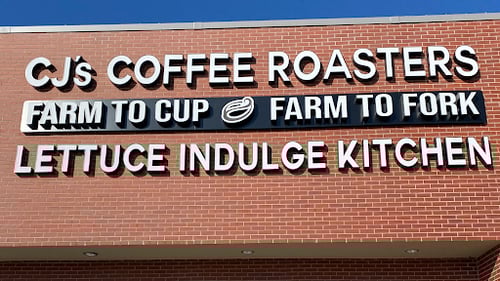 CJ's COFFEE ROASTERS
FARM TO CUP FARM TO FORK
LETTUCE INDULGE KITCHEN